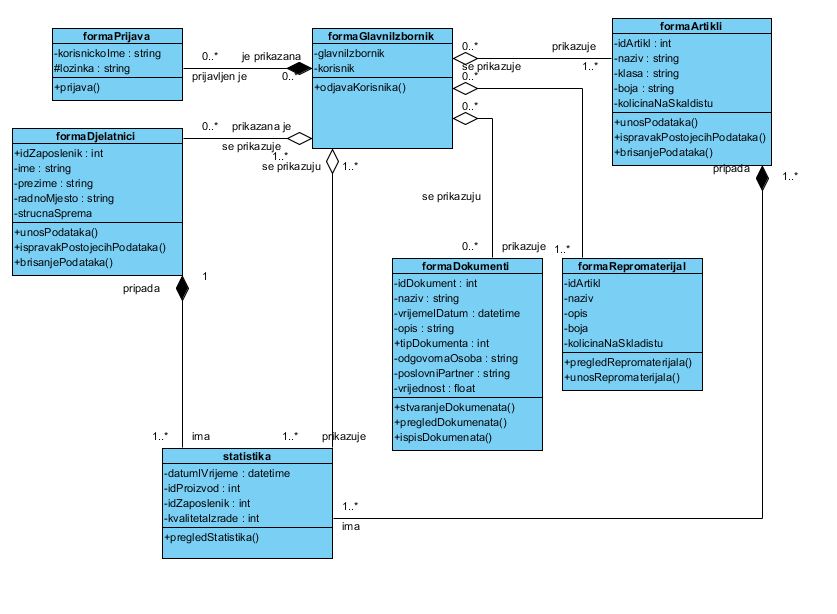 formaPrijava
-korisnickoIme : string
#lozinka : string
+prijava()
0..*
je prikazana
prijavljen je
0..*
formaGlavniIzbornik
-glavniIzbornik
-korisnik
+odjavaKorisnika()
0..*
prikazuje
se prikazuje
1..*
0..*
0..*
formaArtikli
-idArtikl : int
-naziv : string
-klasa : string
-boja : string
-kolicinaNaSkaldistu
+unosPodataka()
+ispravakPostojecihPodataka()
+brisanjePodataka()
pripada
1..*
formaDjelatnici
+idZaposlenik : int
-ime : string
-prezime : string
-radnoMjesto : string
-strucnaSprema
+unosPodataka()
+ispravakPostojecihPodataka()
+brisanjePodataka()
0..*
prikazana je
se prikazuje
1..*
se prikazuju
1..*
pripada
1
se prikazuju
0..*
prikazuje
1..*
formaDokumenti
-idDokument : int
-naziv : string
-vrijemeIDatum : datetime
-opis : string
+tipDokumenta : int
-odgovornaOsoba : string
-poslovniPartner : string
-vrijednost : float
+stvaranjeDokumenata()
+pregledDokumenata()
+ispisDokumenata()
formaRepromaterijal
-idArtikl
-naziv
-opis
-boja
-kolicinaNaSkladistu
+pregledRepromaterijala()
+unosRepromaterijala()
1..*
ima
1..*
prikazuje
statistika
-datumIVrijeme : datetime
-idProizvod : int
-idZaposlenik : int
-kvalitetaIzrade : int
+pregledStatistika()
1..*
ima